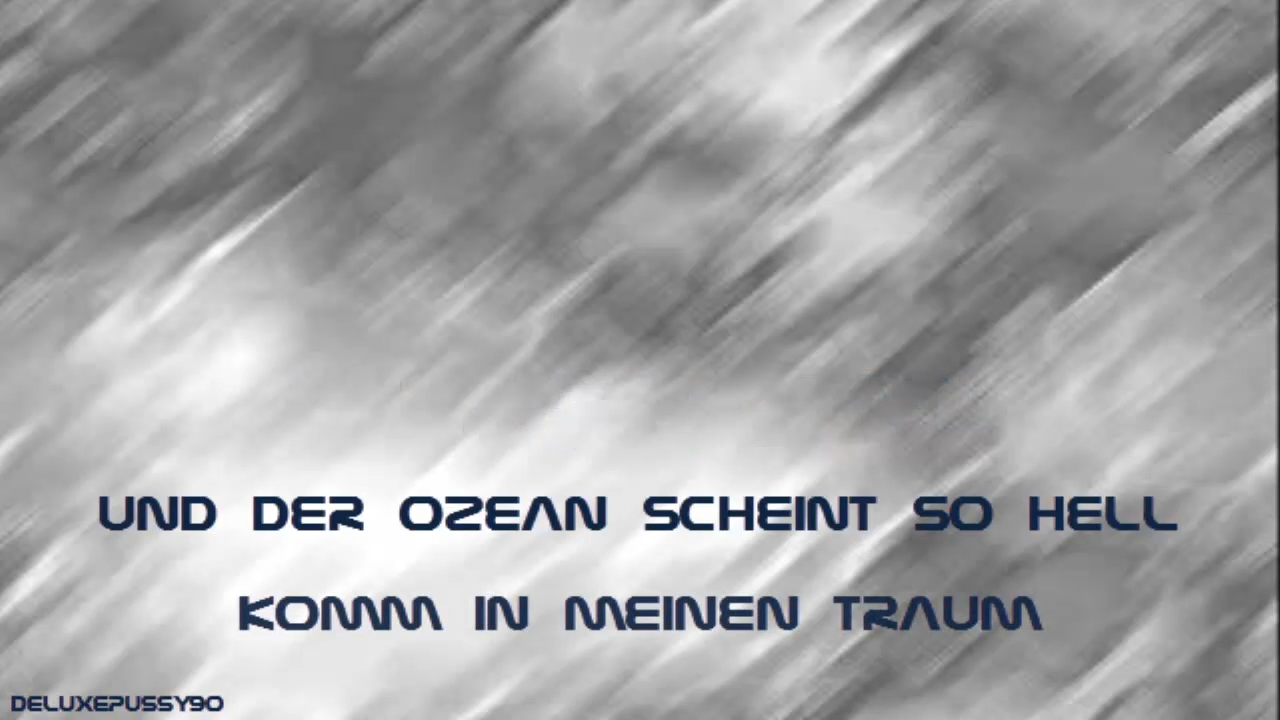 UND DER OZEAN SCHEINT SO HELL
KOMM IN MEINEN TRAUM
DELUXEPUSSY90